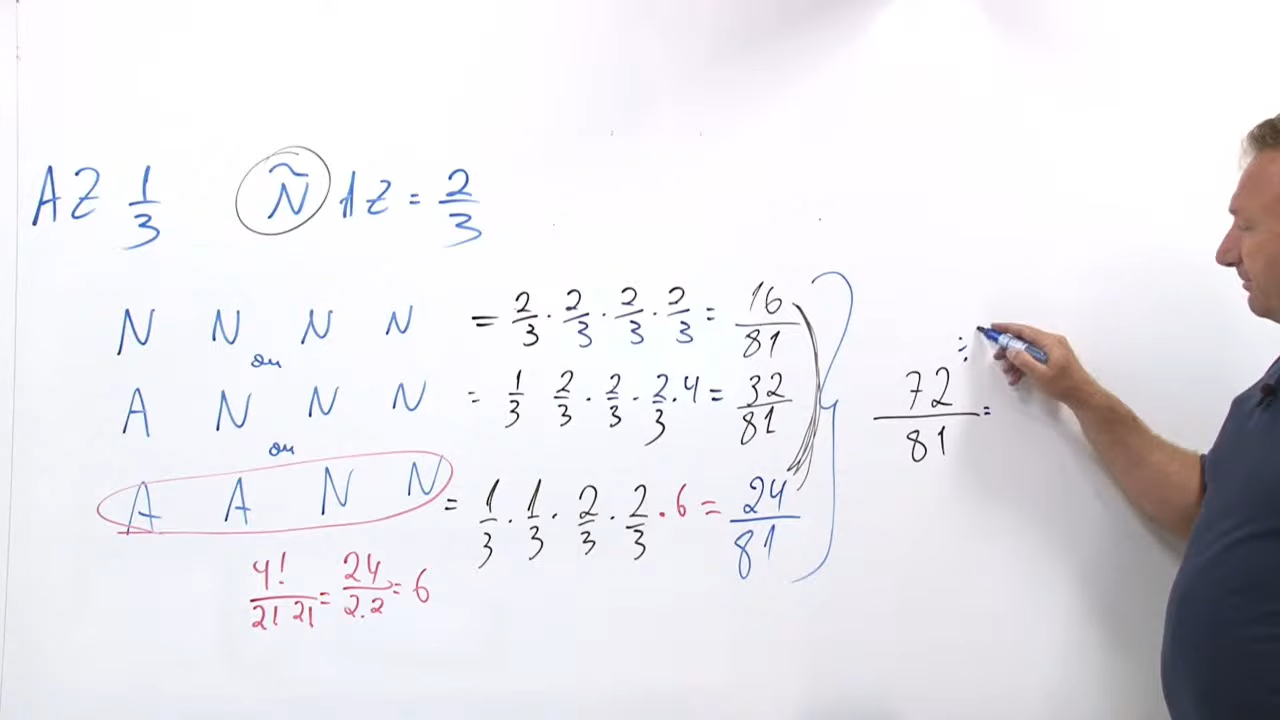 AZ 1/3 Ñ AZ = 2/3
N N N N = 2/3 · 2/3 · 2/3 · 2/3 = 16/81
ou
A N N N = 1/3 2/3 · 2/3 · 2/3 · 4 = 32/81
ou
A A N N = 1/3 · 1/3 · 2/3 · 2/3 · 6 = 24/81
4!/2! 2! = 24/2.2 = 6
72/81 =
÷